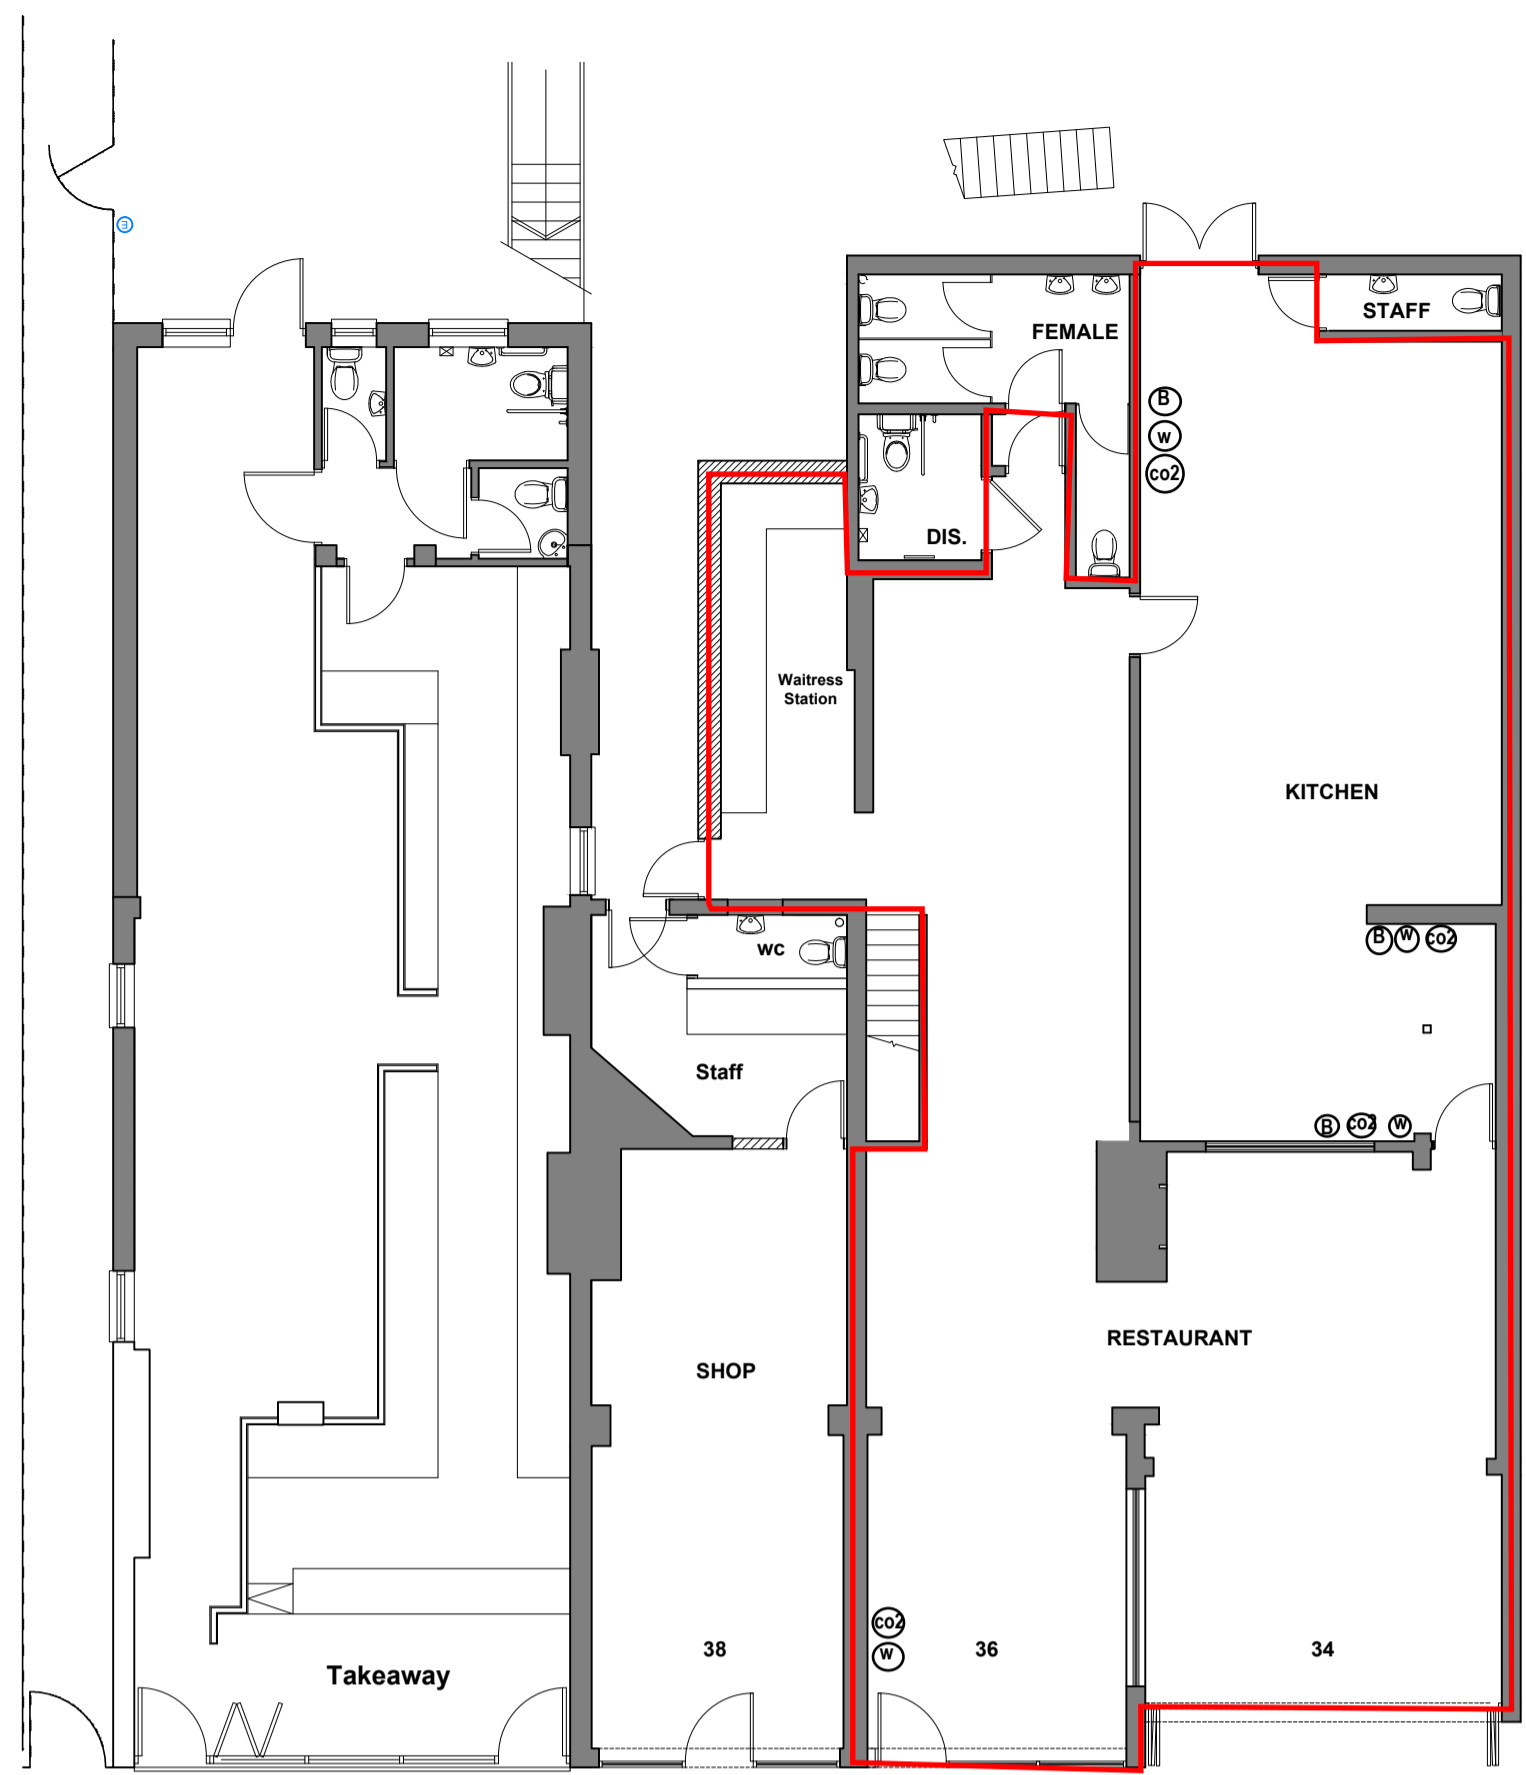 E
STAFF
FEMALE
B
w
co2
DIS.
Waitress
Station
KITCHEN
B
w
co2
wc
Staff
B
co2
w
RESTAURANT
SHOP
co2
w
38
36
34
Takeaway